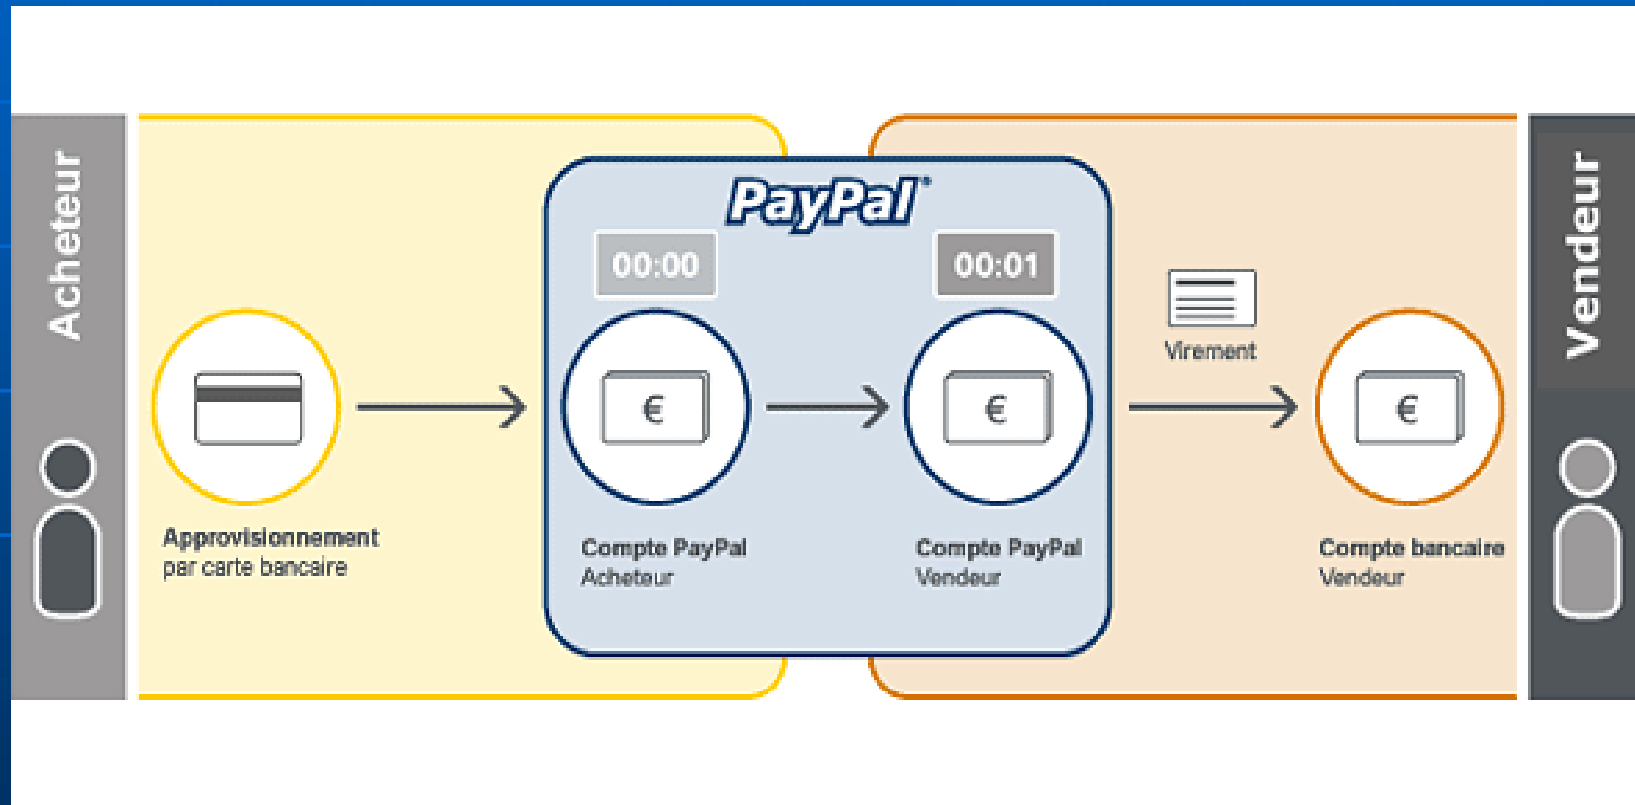 Acheteur
PayPal®
00:00
00:01
Virement
€
€
€
Approvisionnement
par carte bancaire
Compte PayPal
Acheteur
Compte PayPal
Vendeur
Compte bancaire
Vendeur
Vendeur